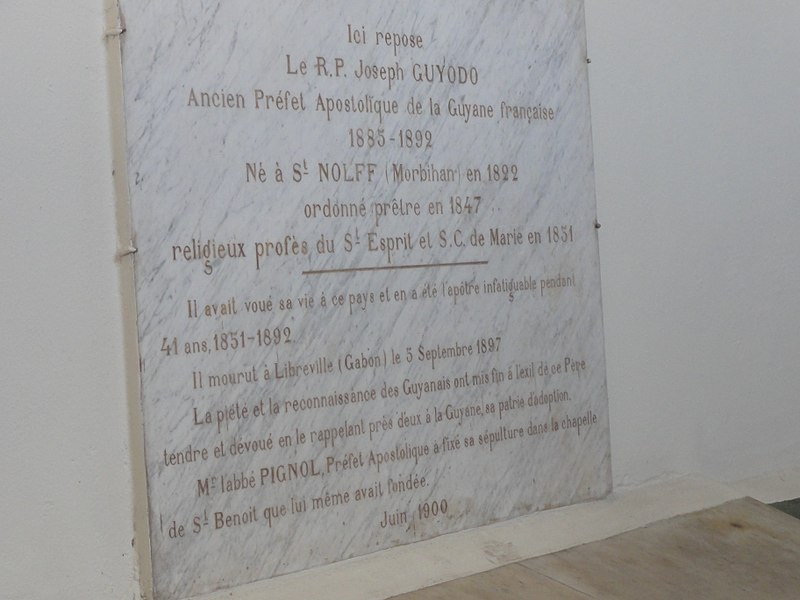 Ici repose
Le R.P. Joseph GUYODO
Ancien Préfet Apostolique de la Guyane française
1885-1892
Né à St NOLFF (Morbihan) en 1822
ordonné prêtre en 1847
religieux profès du St Esprit et S.C. de Marie en 1851
Il avait voué sa vie à ce pays et en a été l'apôtre infatiguable pendant
41 ans, 1851-1892.
Il mourut à Libreville (Gabon) le 5 Septembre 1897
La piété et la reconnaissance des Guyanais ont mis fin à l'exil de ce Père
tendre et dévoué en le rappelant près d'eux à la Guyane, sa patrie d'adoption.
Mr l'abbé PIGNOL, Préfet Apostolique a fixé sa sépulture dans la chapelle
de St Benoit que lui même avait fondée.
Juin 1900